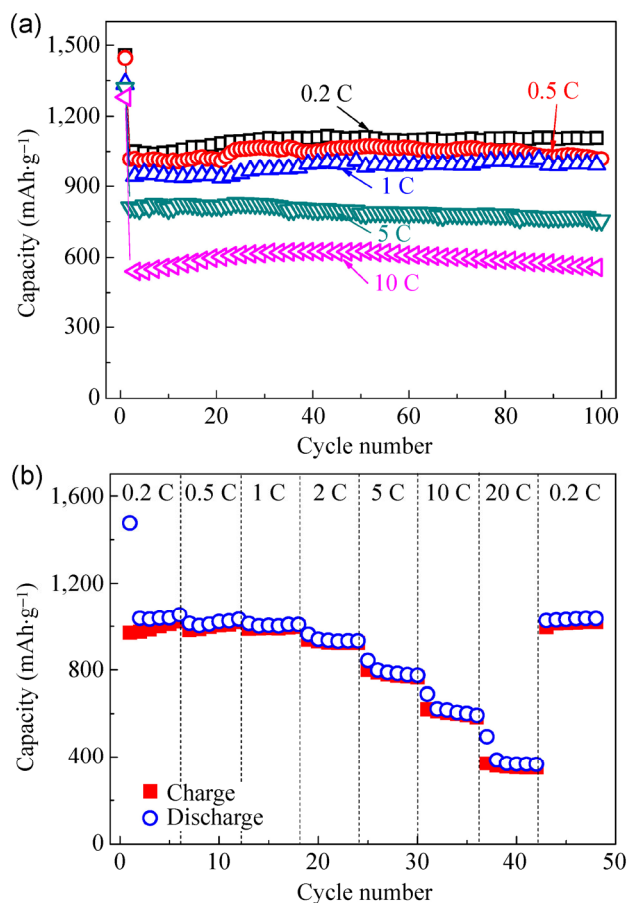 (a)
1,500
1,200
900
600
300
0
Capacity (mAh·g⁻¹)
0.2 C
0.5 C
1 C
5 C
10 C
0 20 40 60 80 100
Cycle number
(b)
0.2 C 0.5 C 1 C 2 C 5 C 10 C 20 C 0.2 C
1,600
1,200
800
400
0
Capacity (mAh·g⁻¹)
Charge
Discharge
0 10 20 30 40 50
Cycle number